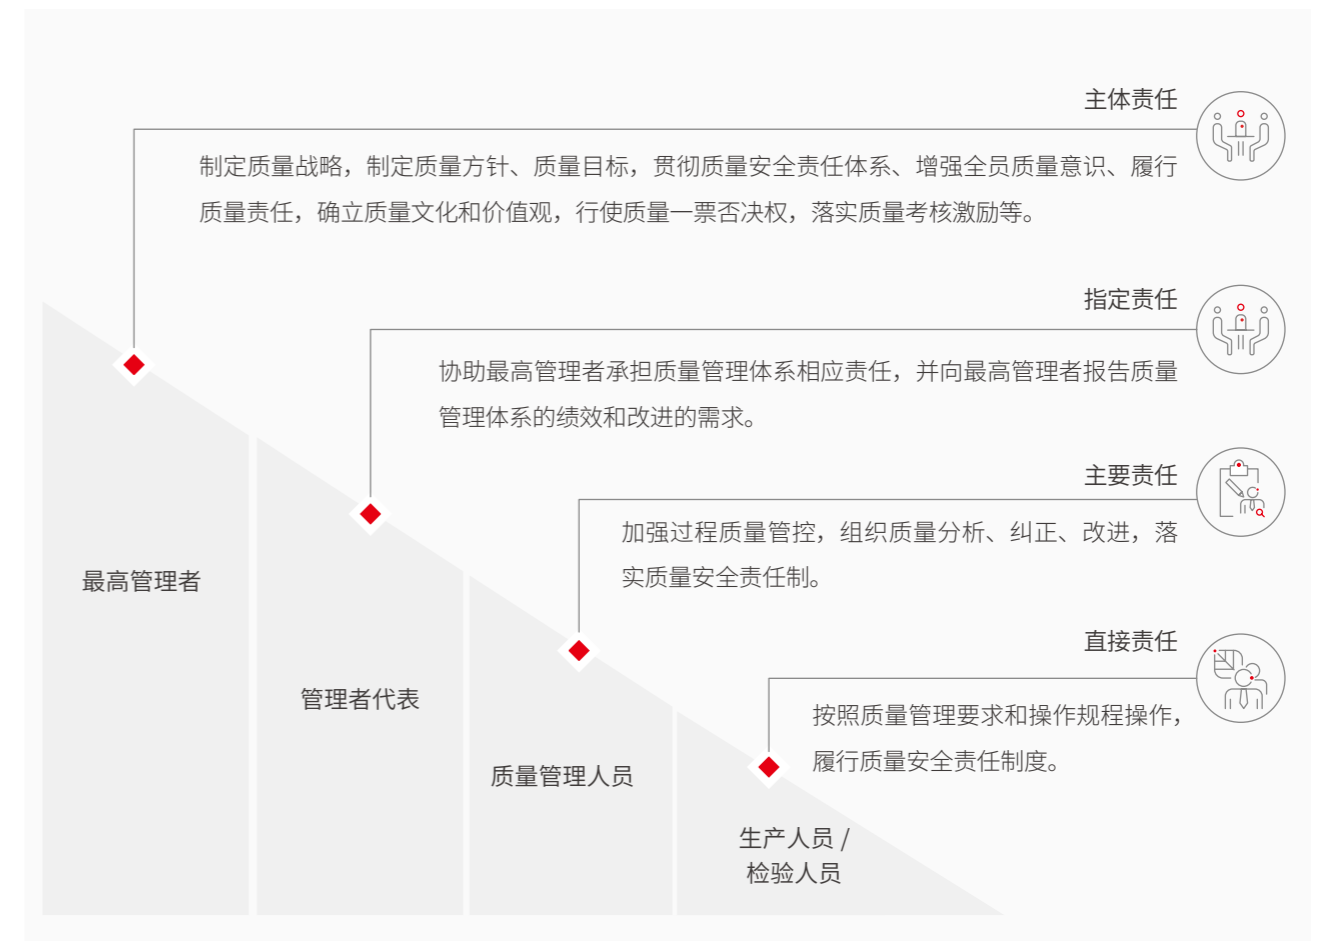 主体责任
制定质量战略，制定质量方针、质量目标，贯彻质量安全责任体系、增强全员质量意识、履行
质量责任，确立质量文化和价值观，行使质量一票否决权，落实质量考核激励等。
指定责任
协助最高管理者承担质量管理体系相应责任，并向最高管理者报告质量
管理体系的绩效和改进的需求。
主要责任
加强过程质量管控，组织质量分析、纠正、改进，落
实质量安全责任制。
直接责任
按照质量管理要求和操作规程操作，
履行质量安全责任制度。
最高管理者
管理者代表
质量管理人员
生产人员 /
检验人员